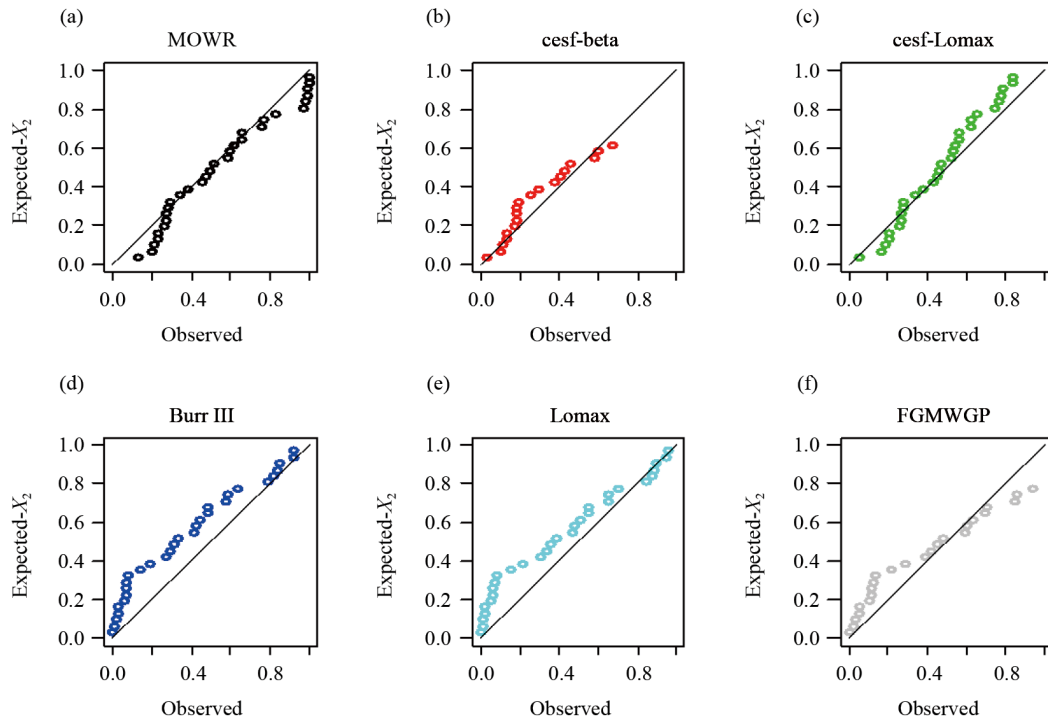 (a)
MOWR
Expected-X₂
1.0
0.8
0.6
0.4
0.2
0.0
0.0 0.4 0.8
Observed
(b)
cesf-beta
Expected-X₂
1.0
0.8
0.6
0.4
0.2
0.0
0.0 0.4 0.8
Observed
(c)
cesf-Lomax
Expected-X₂
1.0
0.8
0.6
0.4
0.2
0.0
0.0 0.4 0.8
Observed
(d)
Burr III
Expected-X₂
1.0
0.8
0.6
0.4
0.2
0.0
0.0 0.4 0.8
Observed
(e)
Lomax
Expected-X₂
1.0
0.8
0.6
0.4
0.2
0.0
0.0 0.4 0.8
Observed
(f)
FGMWGP
Expected-X₂
1.0
0.8
0.6
0.4
0.2
0.0
0.0 0.4 0.8
Observed